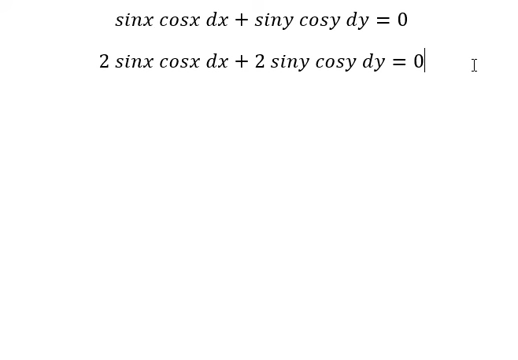 sinx cosx dx + siny cosy dy = 0
2 sinx cosx dx + 2 siny cosy dy = 0